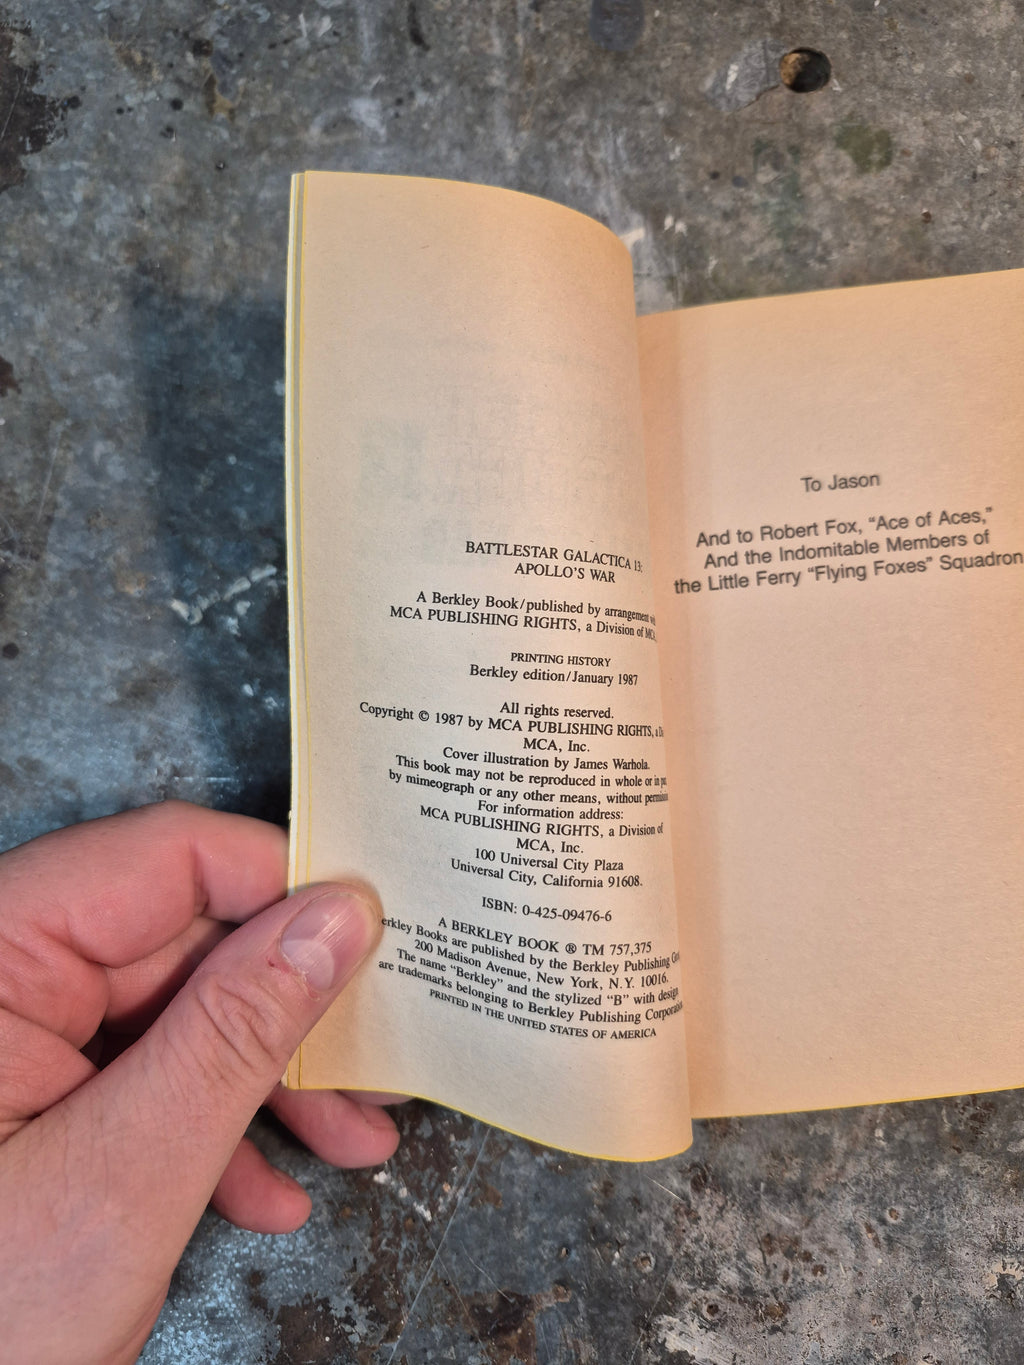 BATTLESTAR GALACTICA 13:
APOLLO'S WAR
A Berkley Book/published by arrangement
MCA PUBLISHING RIGHTS, a Division of
PRINTING HISTORY
Berkley edition/January 1987
All rights reserved.
Copyright © 1987 by MCA PUBLISHING RIGHTS, a
MCA, Inc.
Cover illustration by James Warhola.
This book may not be reproduced in whole or in
by mimeograph or any other means, without
For information address:
MCA PUBLISHING RIGHTS, a Division of
MCA, Inc.
100 Universal City Plaza
Universal City, California 91608.
ISBN: 0-425-09476-6
A BERKLEY BOOK ® TM 757,375
Books are published by the Berkley Publishing
200 Madison Avenue, New York, N.Y. 10016.
The name "Berkley" and the stylized "B" with design
are trademarks belonging to Berkley Publishing
PRINTED IN THE UNITED STATES OF AMERICA
To Jason
And to Robert Fox, "Ace of Aces,"
And the Indomitable Members of
the Little Ferry "Flying Foxes" Squadron